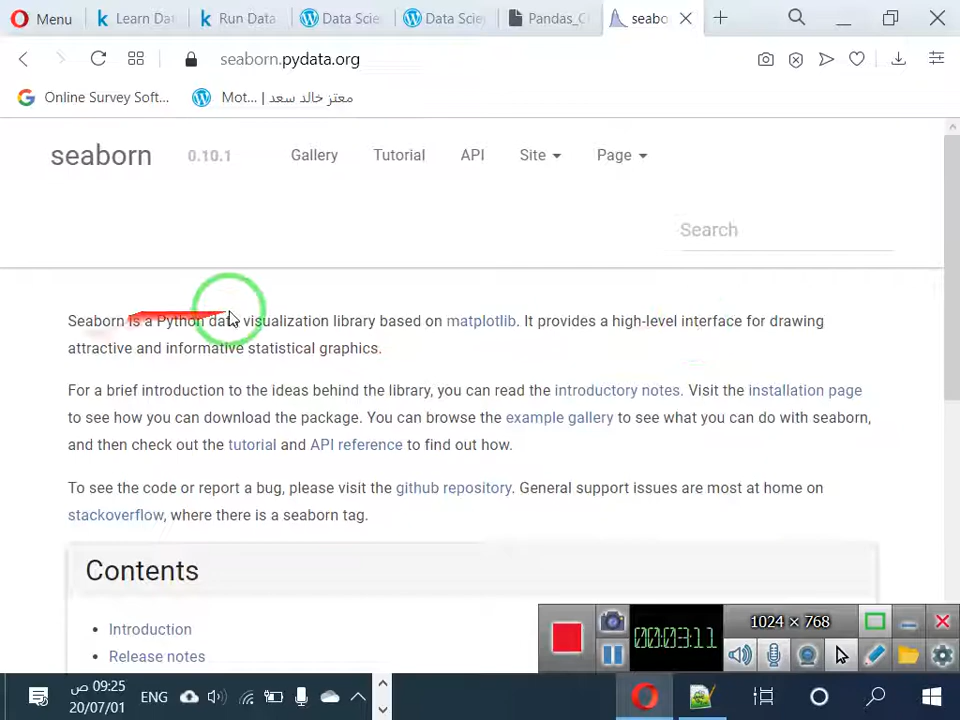 Menu
Learn Da
Run Data
Data Scie
Data Scie
Pandas_C
seabo
seaborn.pydata.org
Online Survey Soft...
Mot... | معتز خالد سعد
seaborn 0.10.1 Gallery Tutorial API Site Page
Search
Seaborn is a Python data visualization library based on matplotlib. It provides a high-level interface for drawing
attractive and informative statistical graphics.
For a brief introduction to the ideas behind the library, you can read the introductory notes. Visit the installation page
to see how you can download the package. You can browse the example gallery to see what you can do with seaborn,
and then check out the tutorial and API reference to find out how.
To see the code or report a bug, please visit the github repository. General support issues are most at home on
stackoverflow, where there is a seaborn tag.
Contents
Introduction
Release notes
00:03:11
1024 × 768
09:25 ص
20/07/01
ENG